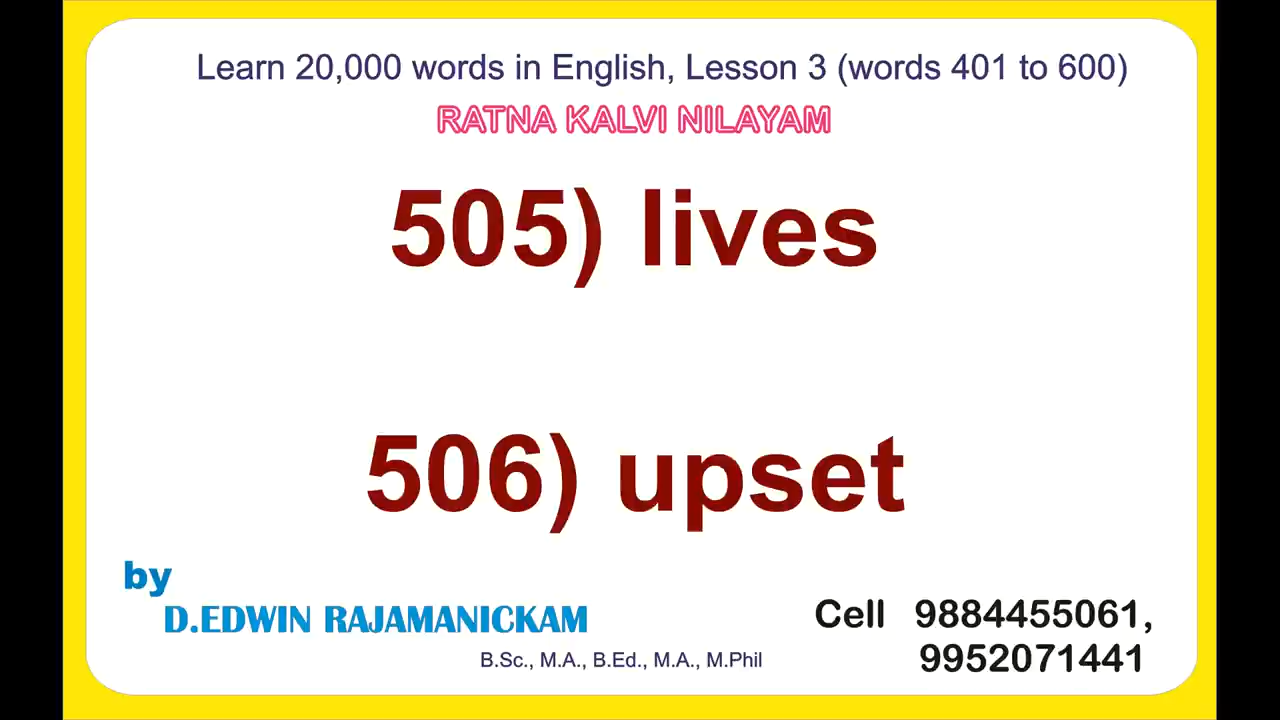 Learn 20,000 words in English, Lesson 3 (words 401 to 600)
RATNA KALVI NILAYAM
505) lives
506) upset
by
D.EDWIN RAJAMANICKAM
B.Sc., M.A., B.Ed., M.A., M.Phil
Cell 9884455061,
9952071441